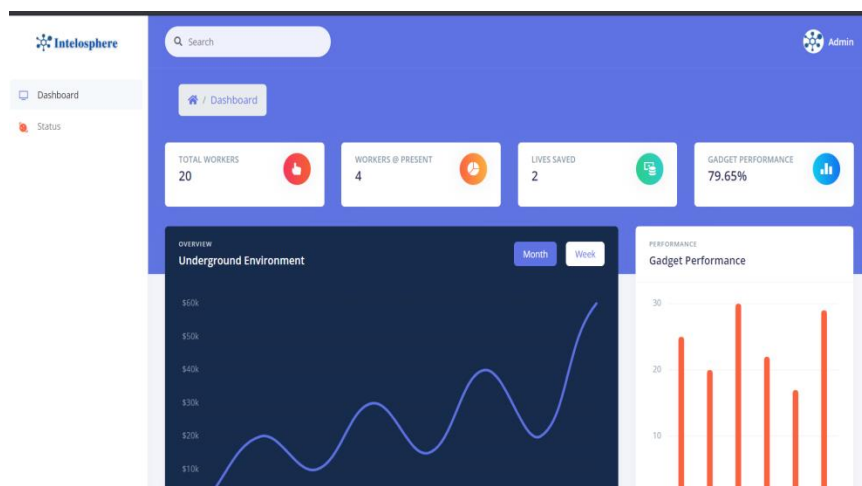 Intelosphere
Search
Admin
Dashboard
Status
/ Dashboard
TOTAL WORKERS
20
WORKERS @ PRESENT
4
LIVES SAVED
2
GADGET PERFORMANCE
79.65%
OVERVIEW
Underground Environment
Month
Week
$60k
$50k
$40k
$30k
$20k
$10k
PERFORMANCE
Gadget Performance
30
20
10